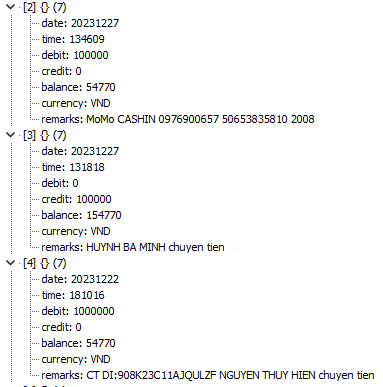 [2] {} (7)
date: 20231227
time: 134609
debit: 100000
credit: 0
balance: 54770
currency: VND
remarks: MoMo CASHIN 0976900657 50653835810 2008
[3] {} (7)
date: 20231227
time: 131818
debit: 0
credit: 100000
balance: 154770
currency: VND
remarks: HUYNH BA MINH chuyen tien
[4] {} (7)
date: 20231222
time: 181016
debit: 1000000
credit: 0
balance: 54770
currency: VND
remarks: CT DI:908K23C11AJQULZF NGUYEN THUY HIEN chuyen tien